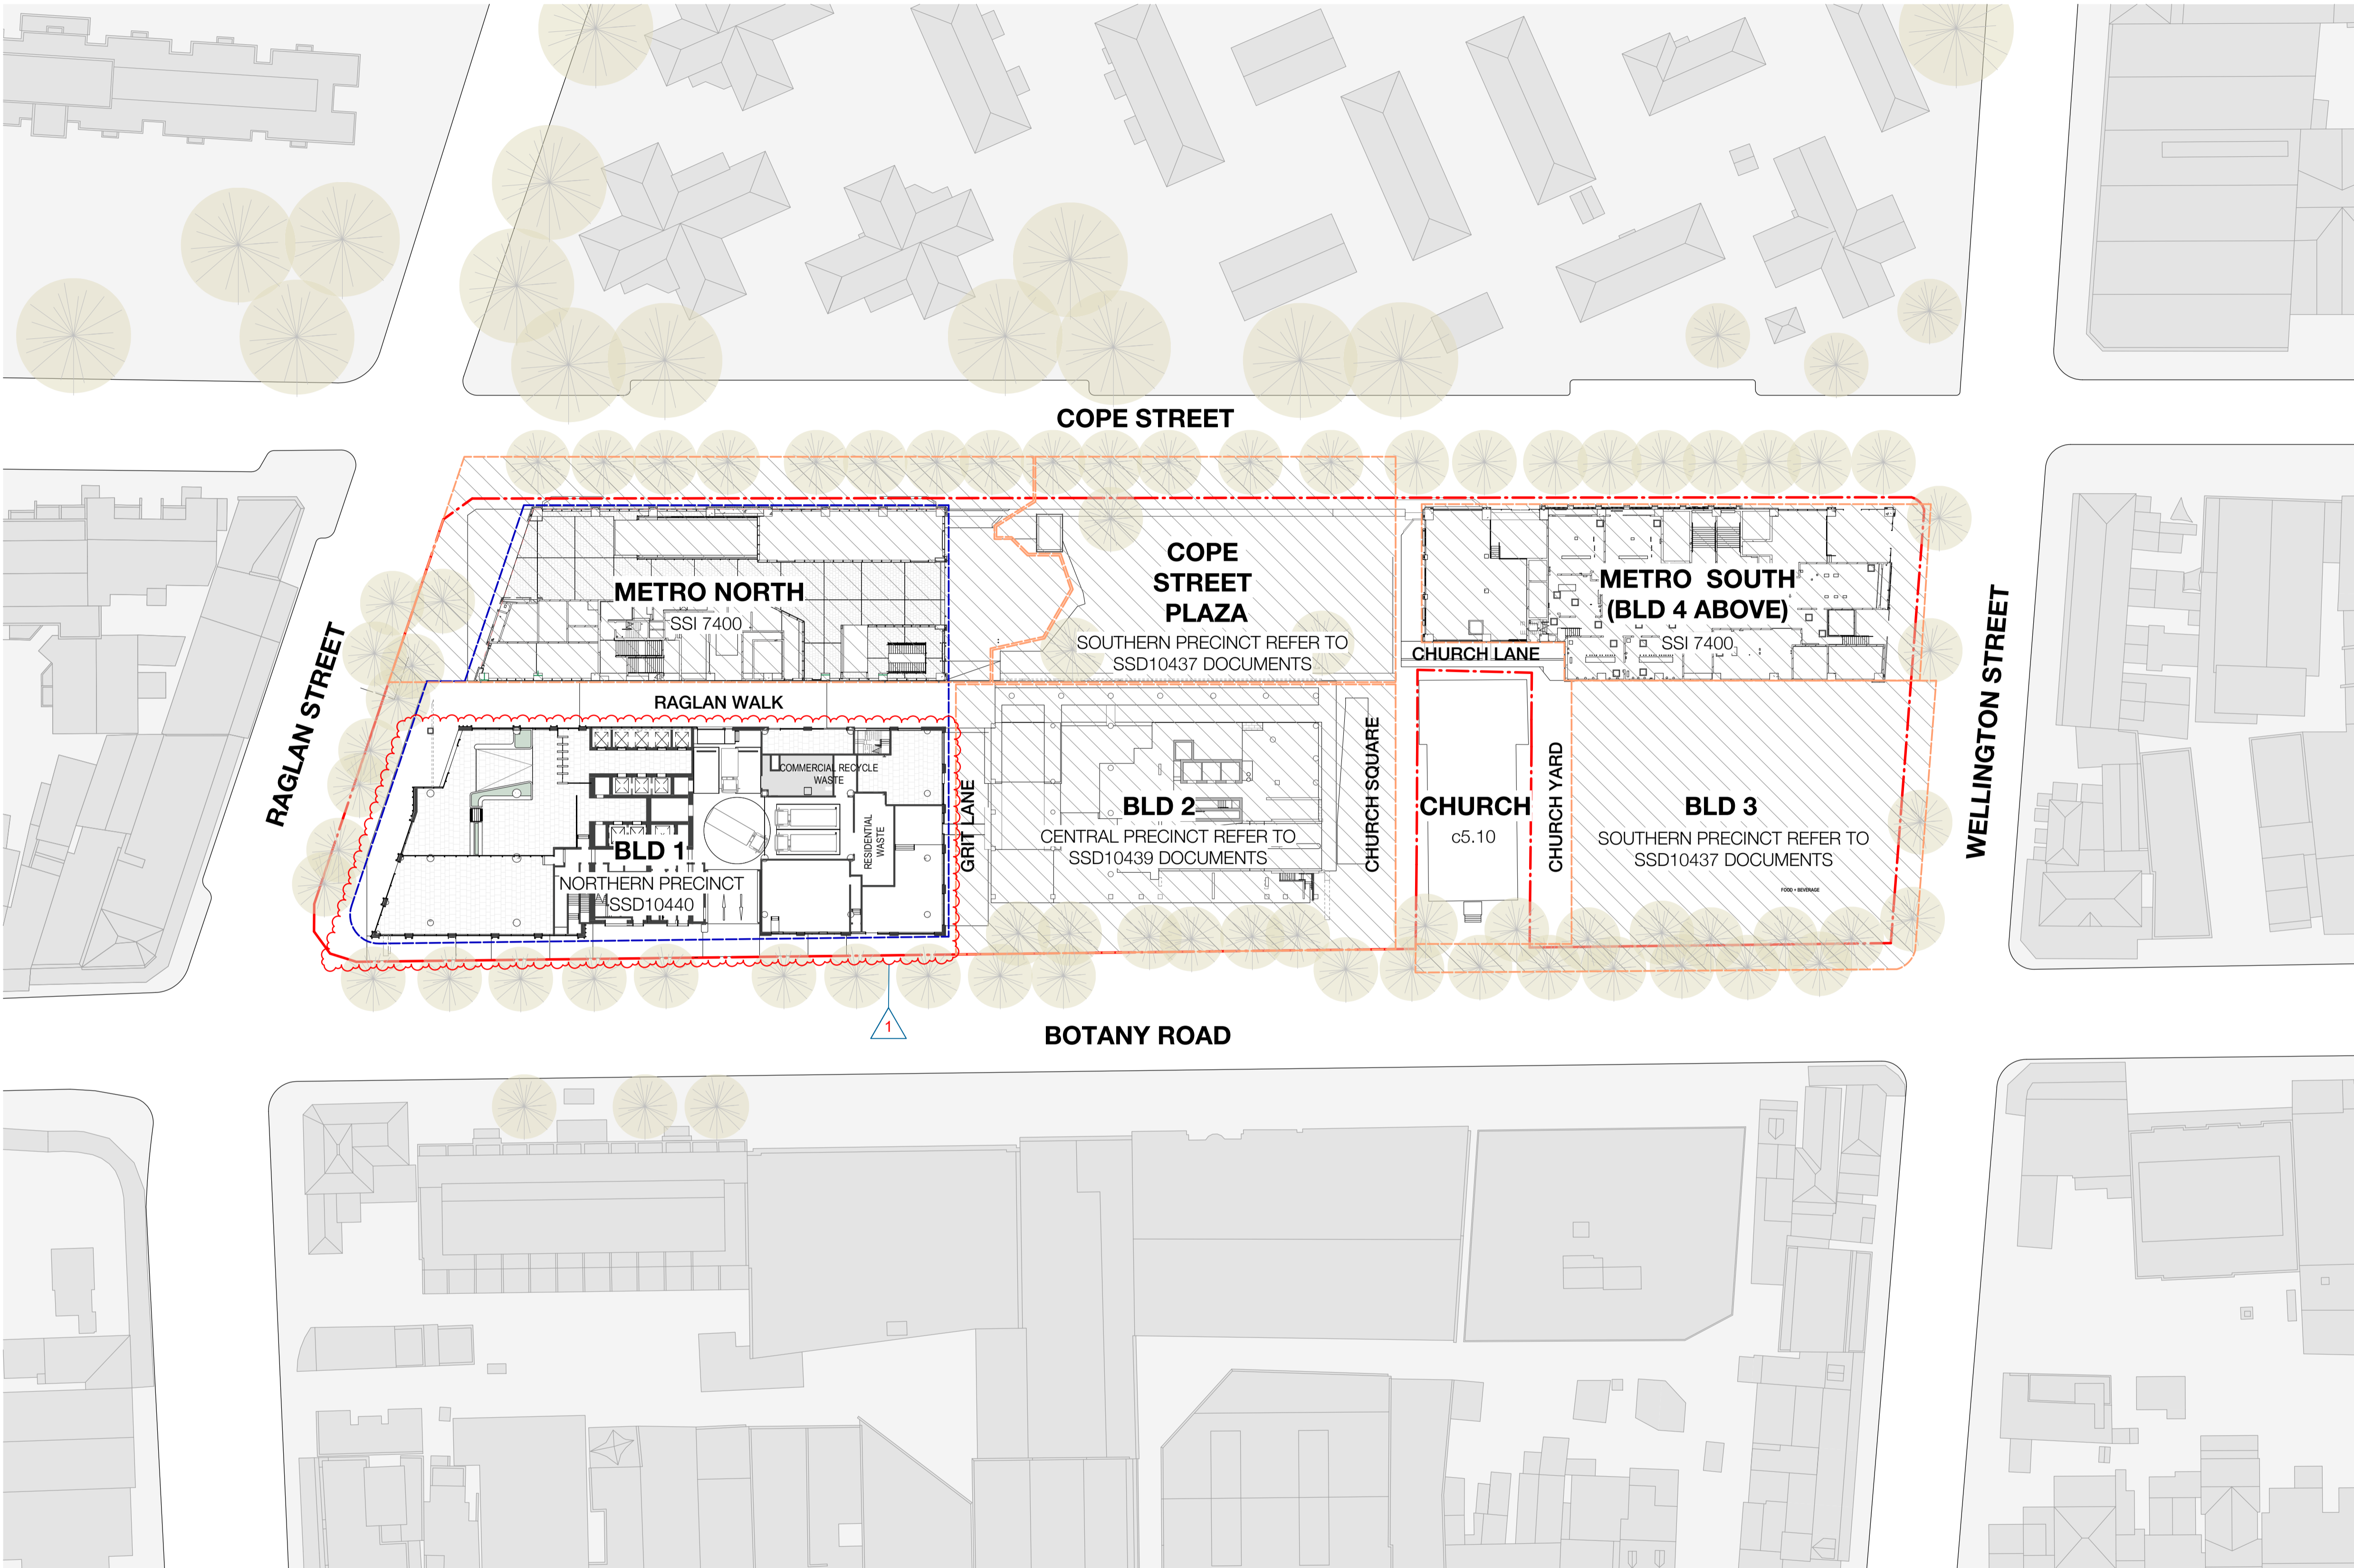 COPE STREET
METRO NORTH
SSI 7400
COPE
STREET
PLAZA
SOUTHERN PRECINCT REFER TO
SSD10437 DOCUMENTS
METRO SOUTH
(BLD 4 ABOVE)
SSI 7400
CHURCH LANE
RAGLAN STREET
WELLINGTON STREET
RAGLAN WALK
COMMERCIAL RECYCLE
WASTE
RESIDENTIAL
WASTE
BLD 1
NORTHERN PRECINCT
SSD10440
GRIT LANE
BLD 2
CENTRAL PRECINCT REFER TO
SSD10439 DOCUMENTS
CHURCH SQUARE
CHURCH
c5.10
CHURCH YARD
BLD 3
SOUTHERN PRECINCT REFER TO
SSD10437 DOCUMENTS
FOOD + BEVERAGE
1
BOTANY ROAD